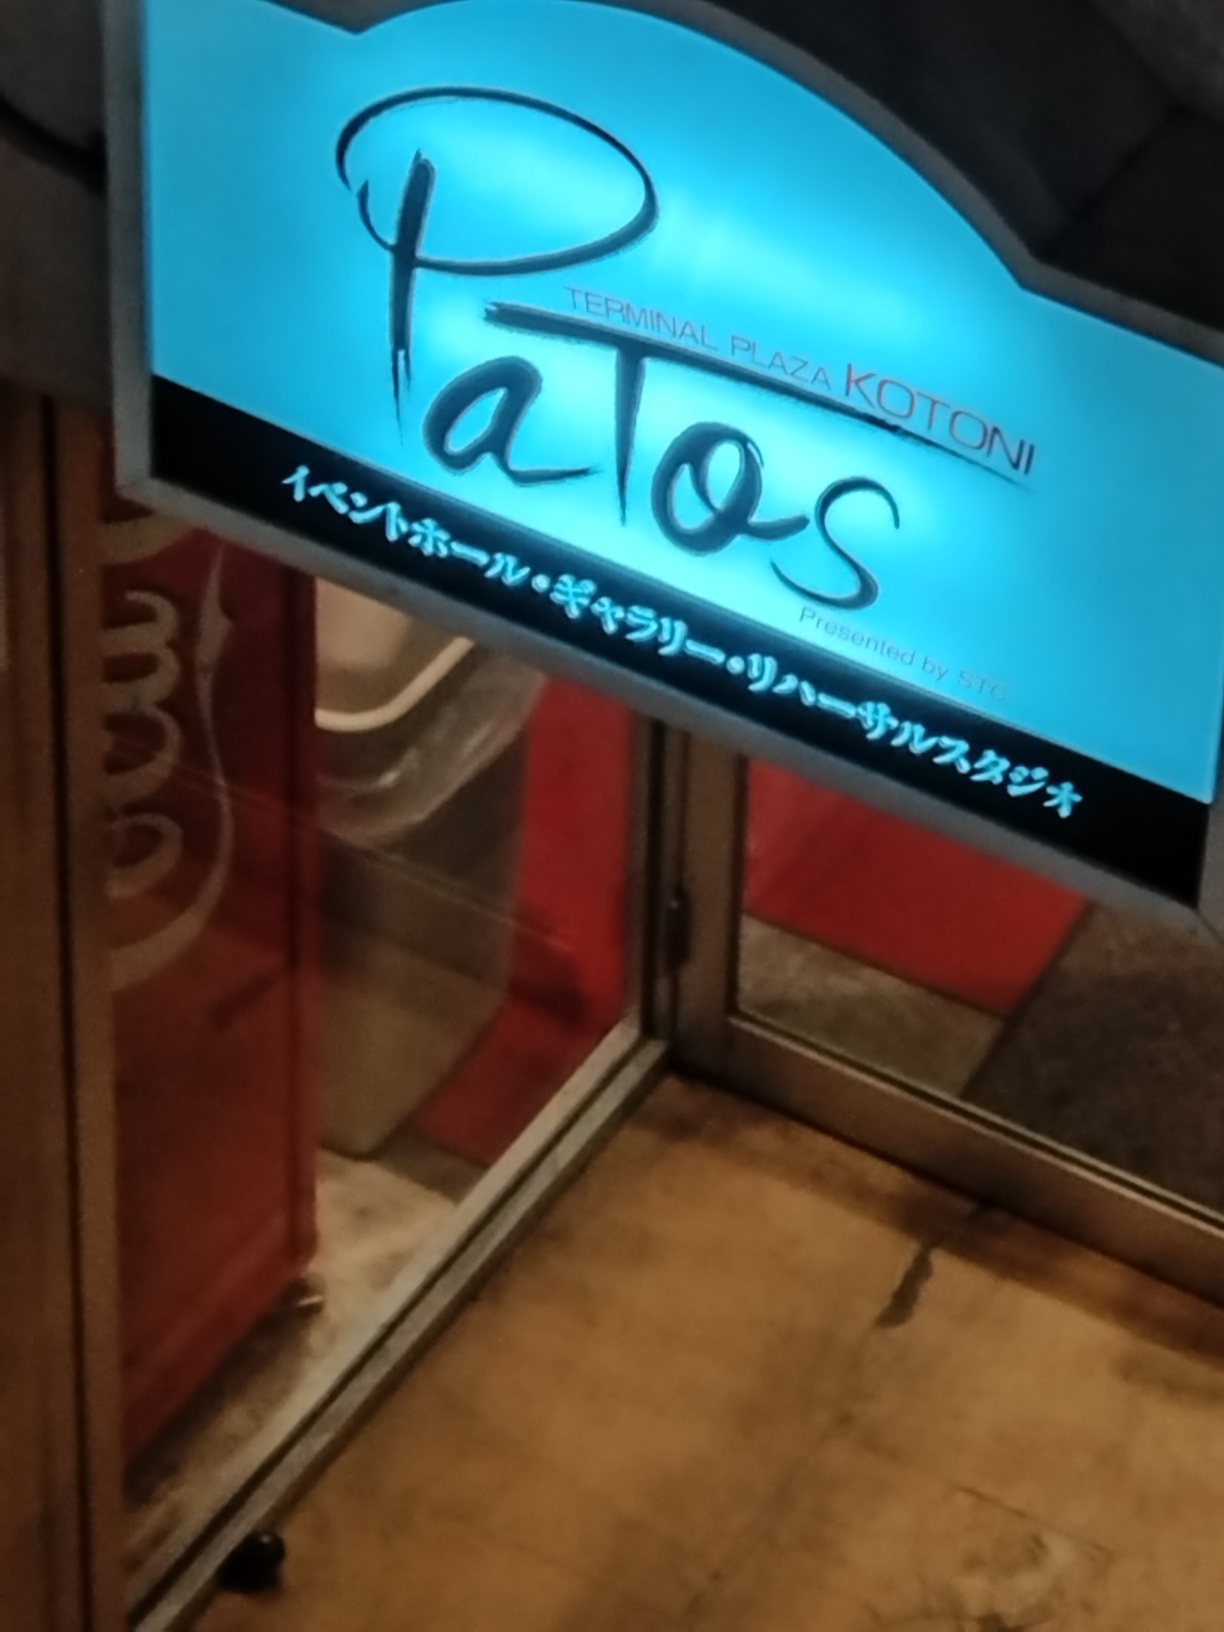 TERMINAL PLAZA KOTONI
PaTos
Presented by STC
イベントホール・ギャラリー・リハーサルスタジオ